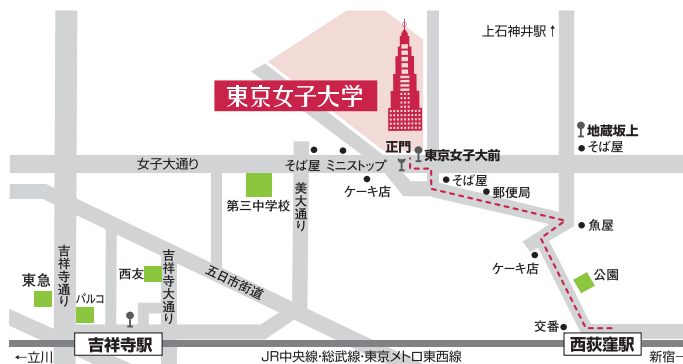 上石神井駅↑
東京女子大学
地蔵坂上
そば屋
正門
東京女子大前
女子大通り
そば屋
ミニストップ
ケーキ店
そば屋
郵便局
第三中学校
美大通り
魚屋
吉祥寺通り
吉祥寺大通り
五日市街道
ケーキ店
公園
東急
西友
パルコ
交番
吉祥寺駅
西荻窪駅
←立川
JR中央線・総武線・東京メトロ東西線
新宿→